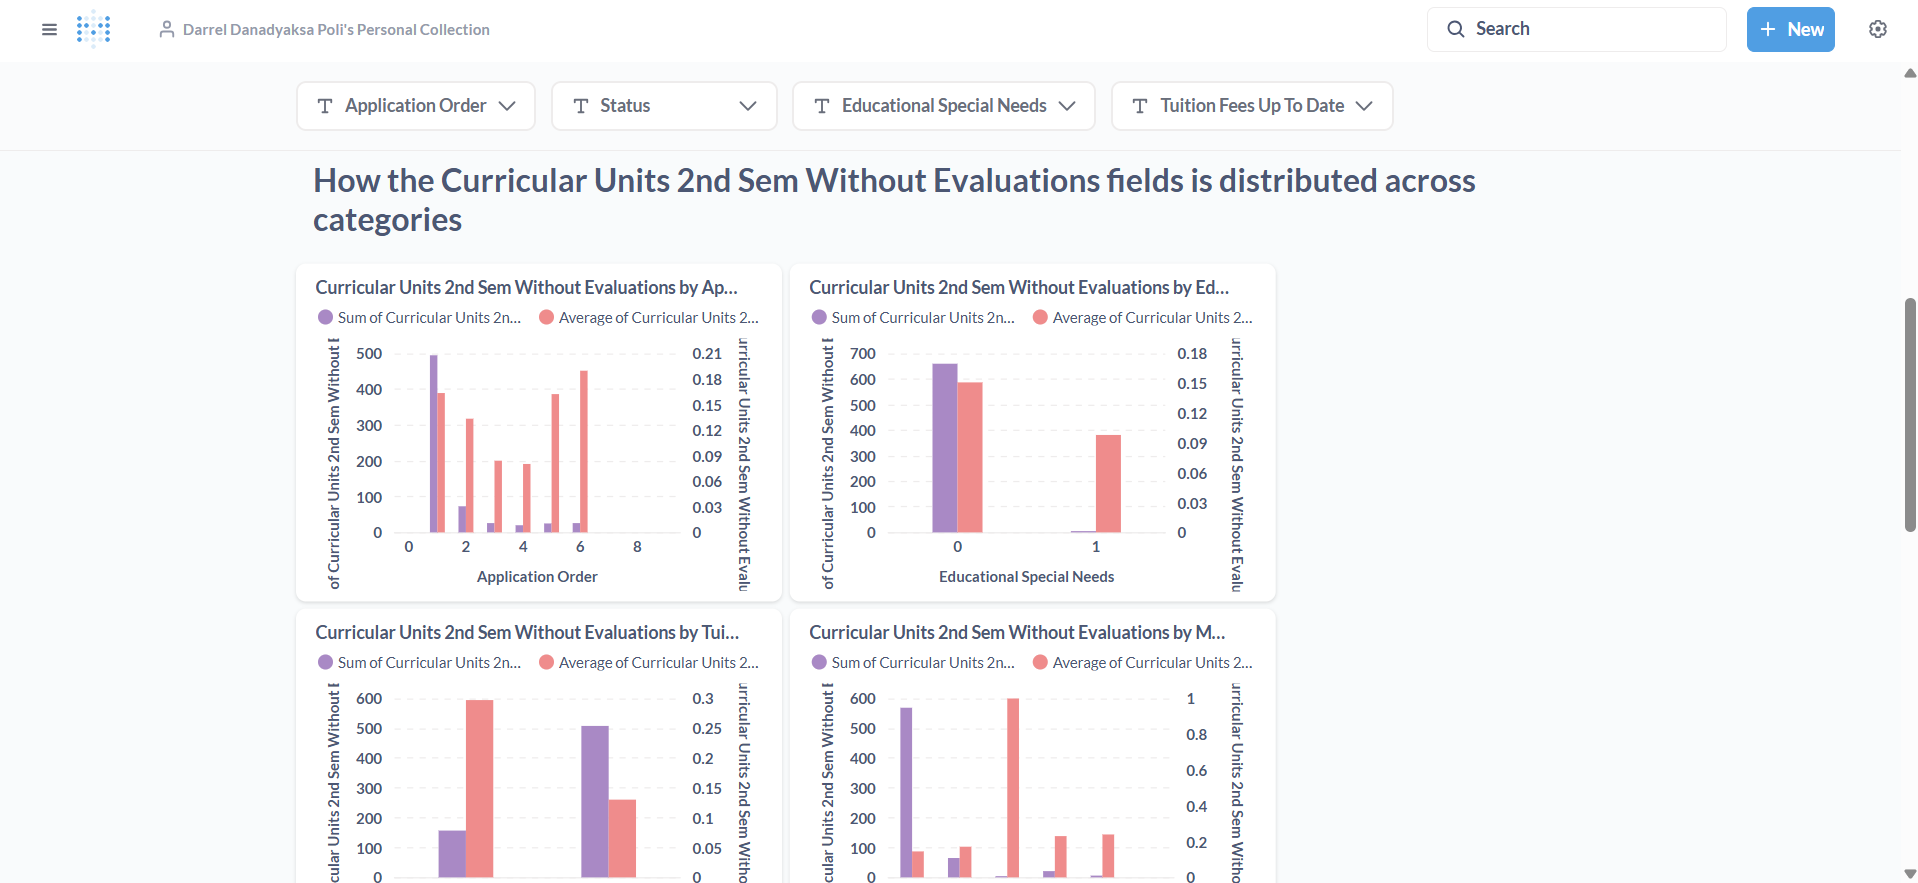 Darrel Danadyaksa Poli's Personal Collection
Search
New
Application Order
Status
Educational Special Needs
Tuition Fees Up To Date
How the Curricular Units 2nd Sem Without Evaluations fields is distributed across
categories
Curricular Units 2nd Sem Without Evaluations by Ap...
Sum of Curricular Units 2n...
Average of Curricular Units 2...
of Curricular Units 2nd Sem Without
500
400
300
200
100
0
0.21
0.18
0.15
0.12
0.09
0.06
0.03
0
urricular Units 2nd Sem Without Evalu
0
2
4
6
8
Application Order
Curricular Units 2nd Sem Without Evaluations by Ed...
Sum of Curricular Units 2n...
Average of Curricular Units 2...
of Curricular Units 2nd Sem Without
700
600
500
400
300
200
100
0
0.18
0.15
0.12
0.09
0.06
0.03
0
urricular Units 2nd Sem Without Evalu
0
1
Educational Special Needs
Curricular Units 2nd Sem Without Evaluations by Tui...
Sum of Curricular Units 2n...
Average of Curricular Units 2...
cular Units 2nd Sem Without
600
500
400
300
200
100
0
0.3
0.25
0.2
0.15
0.1
0.05
0
urricular Units 2nd Sem Witho
Curricular Units 2nd Sem Without Evaluations by M...
Sum of Curricular Units 2n...
Average of Curricular Units 2...
cular Units 2nd Sem Without
600
500
400
300
200
100
0
1
0.8
0.6
0.4
0.2
0
urricular Units 2nd Sem Witho